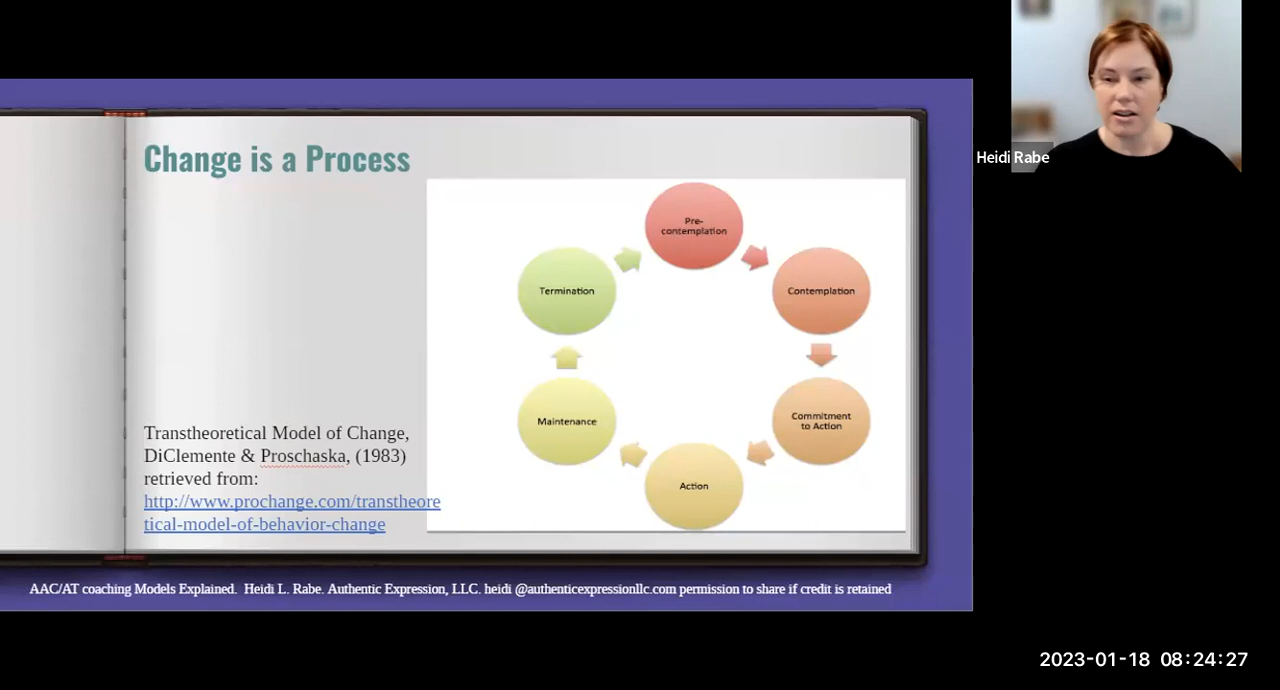 Change is a Process
Pre-
contemplation
Contemplation
Commitment
to Action
Action
Maintenance
Termination
Transtheoretical Model of Change,
DiClemente & Proschaska, (1983)
retrieved from:
http://www.prochange.com/transtheore
tical-model-of-behavior-change
AAC/AT coaching Models Explained.  Heidi L. Rabe. Authentic Expression, LLC. heidi @authenticexpressionllc.com permission to share if credit is retained
Heidi Rabe
2023-01-18 08:24:27